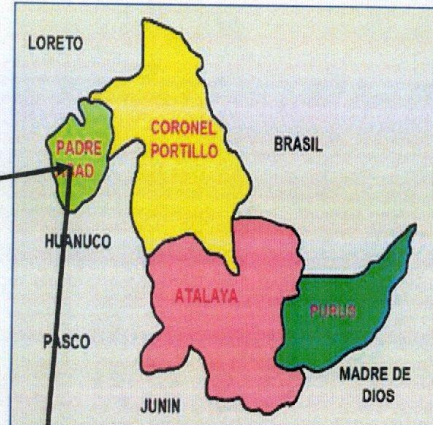 LORETO
CORONEL
PORTILLO
BRASIL
PADRE
ABAD
HUANUCO
ATALAYA
PURUS
PASCO
MADRE DE
DIOS
JUNIN